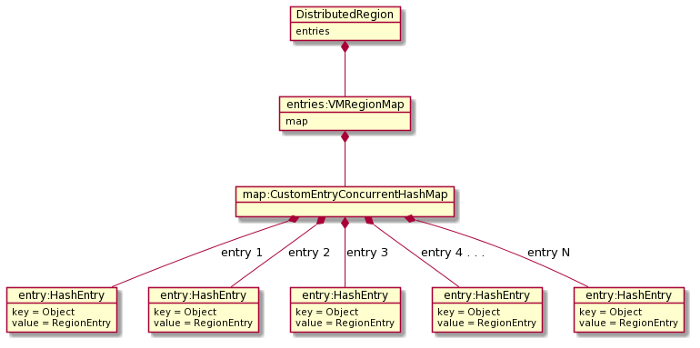 DistributedRegion
entries
entries:VMRegionMap
map
map:CustomEntryConcurrentHashMap
entry 1
entry 2
entry 3
entry 4 . . .
entry N
entry:HashEntry
key = Object
value = RegionEntry
entry:HashEntry
key = Object
value = RegionEntry
entry:HashEntry
key = Object
value = RegionEntry
entry:HashEntry
key = Object
value = RegionEntry
entry:HashEntry
key = Object
value = RegionEntry